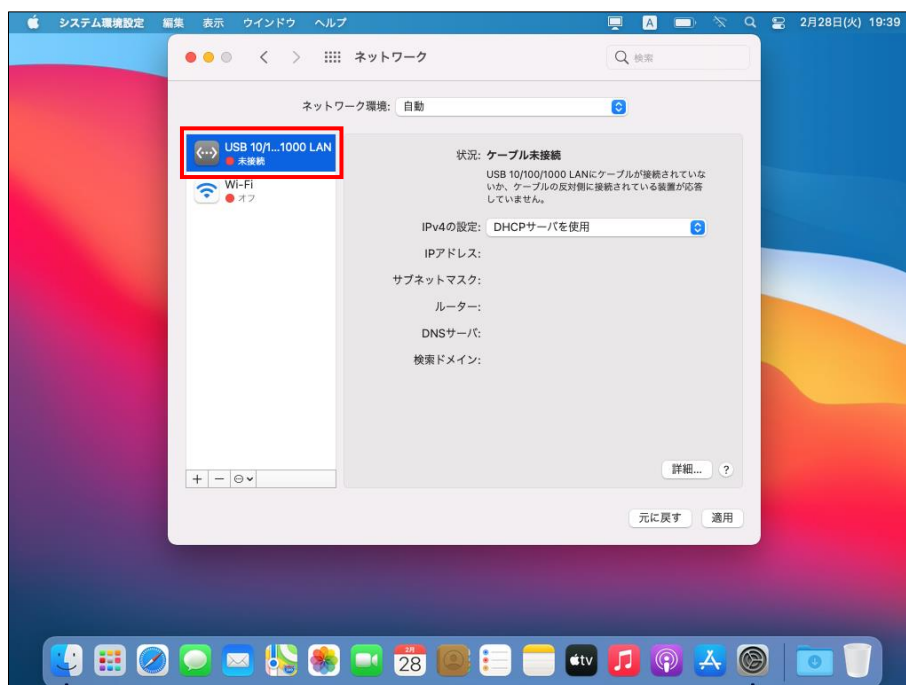 システム環境設定 編集 表示 ウインドウ ヘルプ A 2月28日(火) 19:39
ネットワーク 検索
ネットワーク環境: 自動
USB 10/1...1000 LAN
未接続
Wi-Fi
オフ
状況: ケーブル未接続
USB 10/100/1000 LANにケーブルが接続されていな
いか、ケーブルの反対側に接続されている装置が応答
していません。
IPv4の設定: DHCPサーバを使用
IPアドレス:
サブネットマスク:
ルーター:
DNSサーバ:
検索ドメイン:
詳細... ?
元に戻す 適用
2月
28
tv